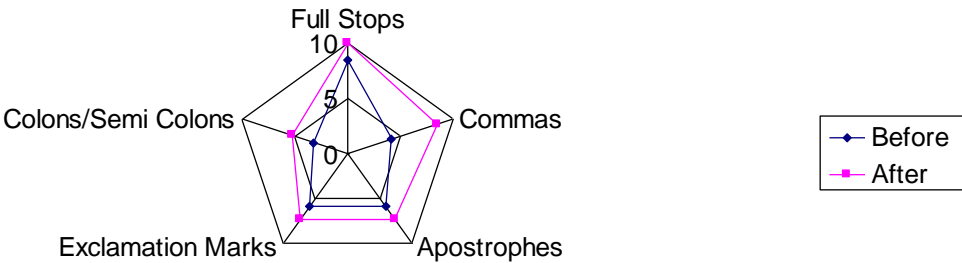 Full Stops
10
5
0
Colons/Semi Colons
Commas
Exclamation Marks
Apostrophes
Before
After